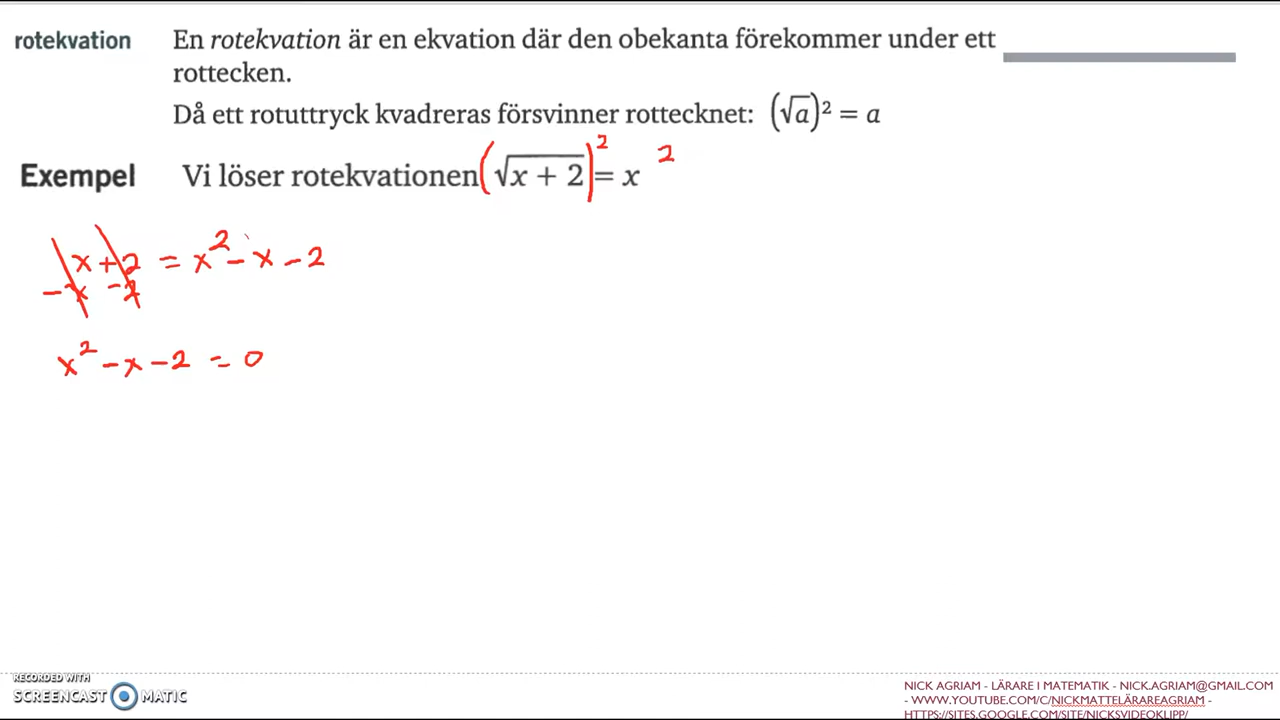 rotekvation En rotekvation är en ekvation där den obekanta förekommer under ett
rottecken.
Då ett rotuttryck kvadreras försvinner rottecknet: (√a)² = a
Exempel Vi löser rotekvationen (√x + 2)² = x ²
x + 2 = x² - x - 2
- x - 2
x² - x - 2 = 0
RECORDED WITH
SCREENCAST MATIC
NICK AGRIAM - LÄRARE I MATEMATIK - NICK.AGRIAM@GMAIL.COM
- WWW.YOUTUBE.COM/C/NICKMATTELÄRAREAGRIAM -
HTTPS://SITES.GOOGLE.COM/SITE/NICKSVIDEOKLIPP/